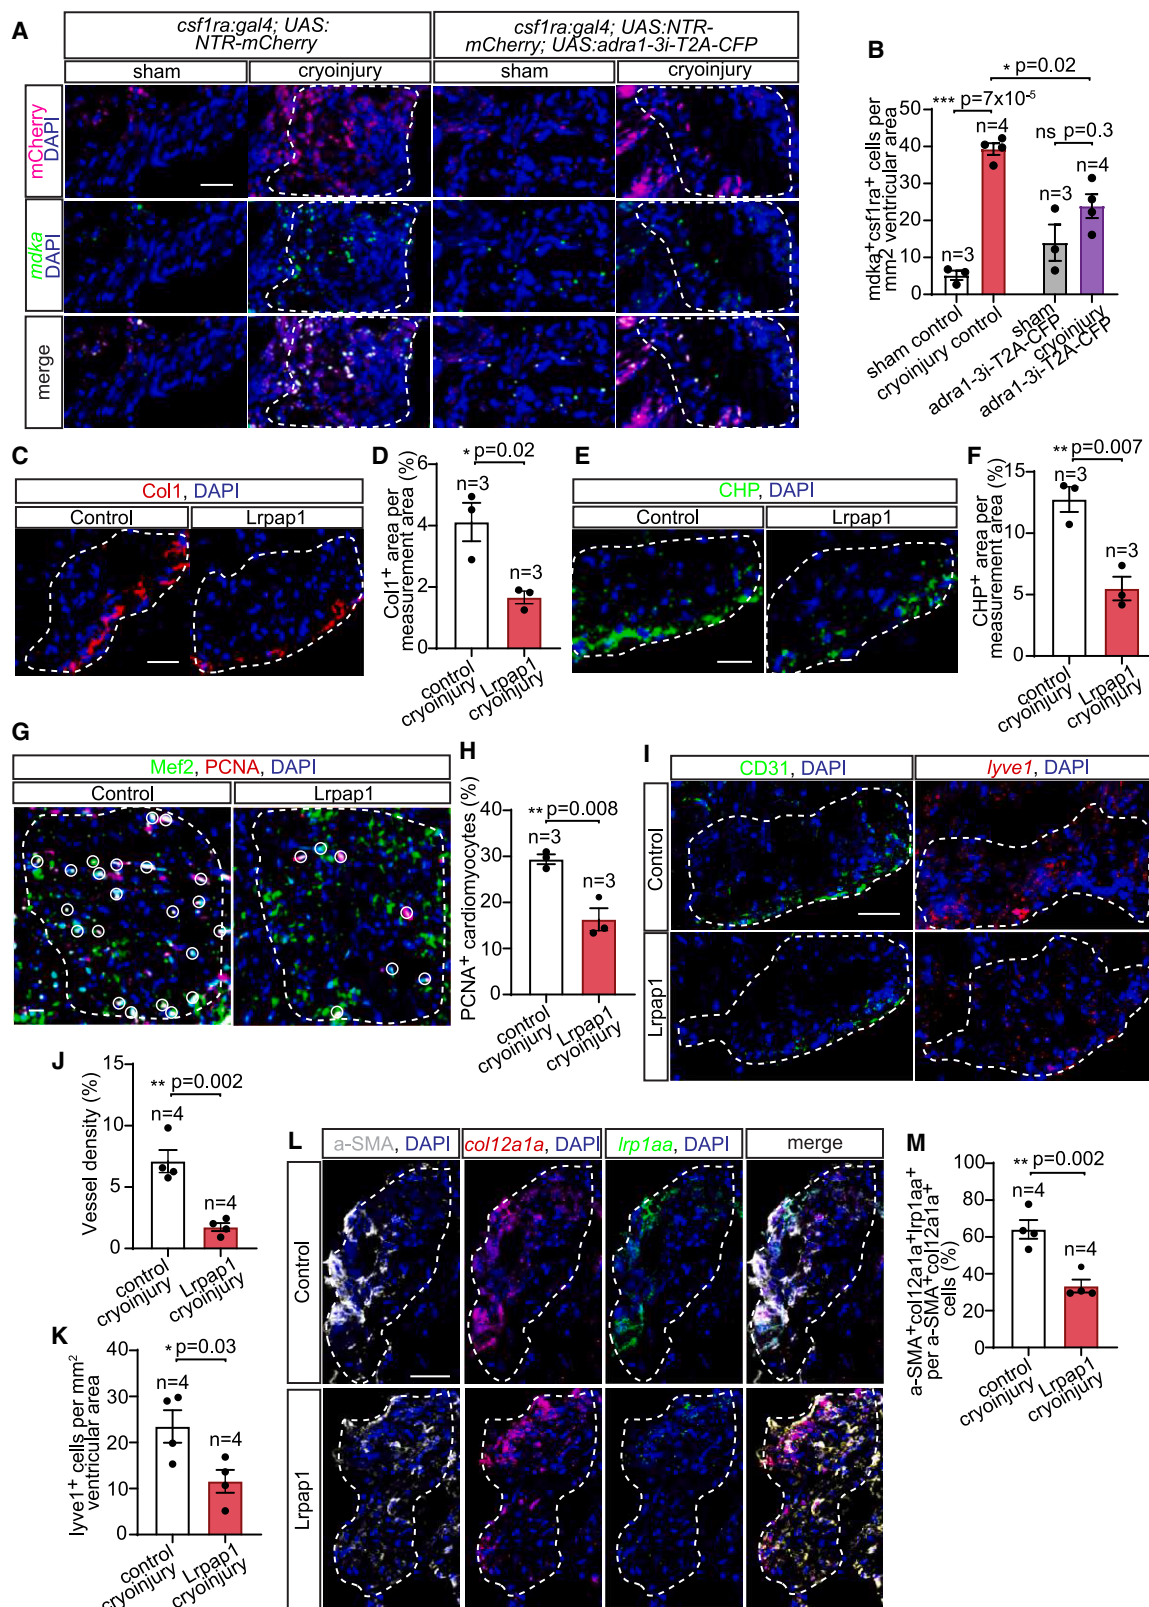 A
csf1ra:gal4; UAS:
NTR-mCherry
csf1ra:gal4; UAS:NTR-
mCherry; UAS:adra1-3i-T2A-CFP
sham
cryoinjury
sham
cryoinjury
mCherry
DAPI
mdka
DAPI
merge
B
mdka+csf1ra+ cells per
mm2 ventricular area
50
40
30
20
10
0
*** p=7x10-5
* p=0.02
ns p=0.3
n=3
n=4
n=3
n=4
sham control
cryoinjury control
sham
adra1-3i-T2A-CFP
cryoinjury
adra1-3i-T2A-CFP
C
Col1, DAPI
Control
Lrpap1
D
Col1+ area per
measurement area (%)
6
4
2
0
* p=0.02
n=3
n=3
control
cryoinjury
Lrpap1
cryoinjury
E
CHP, DAPI
Control
Lrpap1
F
CHP+ area per
measurement area (%)
15
10
5
0
** p=0.007
n=3
n=3
control
cryoinjury
Lrpap1
cryoinjury
G
Mef2, PCNA, DAPI
Control
Lrpap1
H
PCNA+ cardiomyocytes (%)
40
30
20
10
0
** p=0.008
n=3
n=3
control
cryoinjury
Lrpap1
cryoinjury
I
CD31, DAPI
lyve1, DAPI
Control
Lrpap1
J
Vessel density (%)
15
10
5
0
** p=0.002
n=4
n=4
control
cryoinjury
Lrpap1
cryoinjury
K
lyve1+ cells per mm2
ventricular area
40
30
20
10
0
* p=0.03
n=4
n=4
control
cryoinjury
Lrpap1
cryoinjury
L
a-SMA, DAPI
col12a1a, DAPI
lrp1aa, DAPI
merge
Control
Lrpap1
M
a-SMA+col12a1a+lrp1aa+
per a-SMA+col12a1a+
cells (%)
100
80
60
40
20
0
** p=0.002
n=4
n=4
control
cryoinjury
Lrpap1
cryoinjury